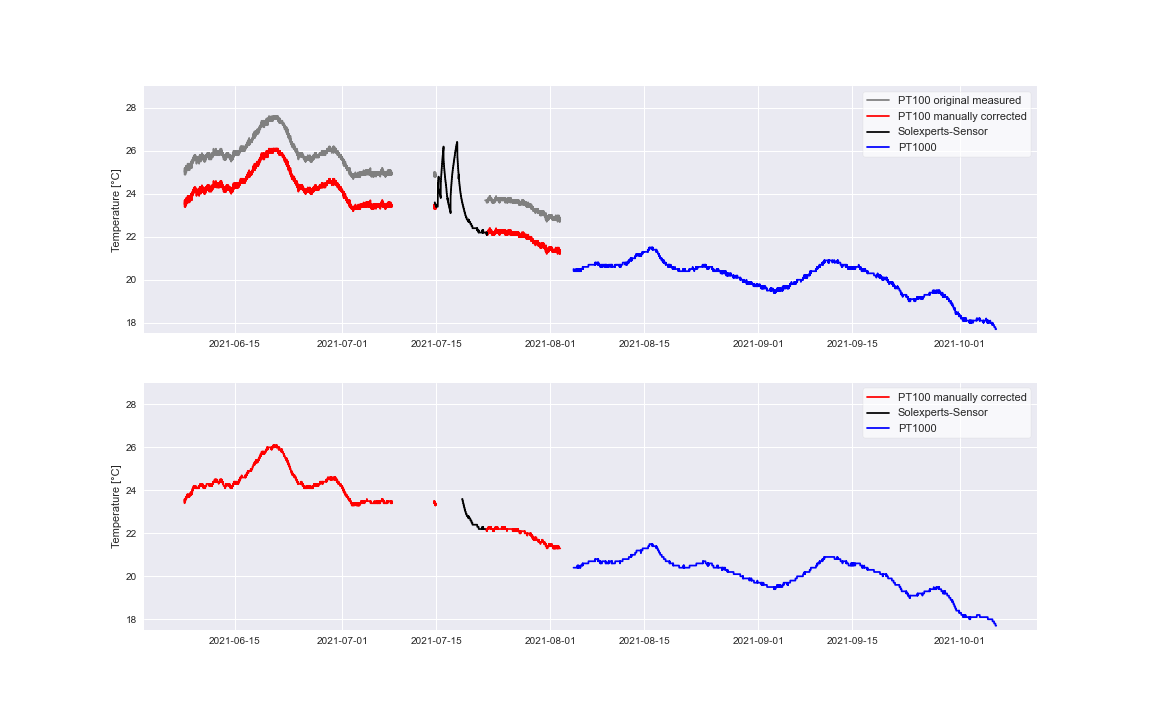 28
26
24
22
20
18
Temperature [°C]
PT100 original measured
PT100 manually corrected
Solexperts-Sensor
PT1000
2021-06-15 2021-07-01 2021-07-15 2021-08-01 2021-08-15 2021-09-01 2021-09-15 2021-10-01
28
26
24
22
20
18
Temperature [°C]
PT100 manually corrected
Solexperts-Sensor
PT1000
2021-06-15 2021-07-01 2021-07-15 2021-08-01 2021-08-15 2021-09-01 2021-09-15 2021-10-01